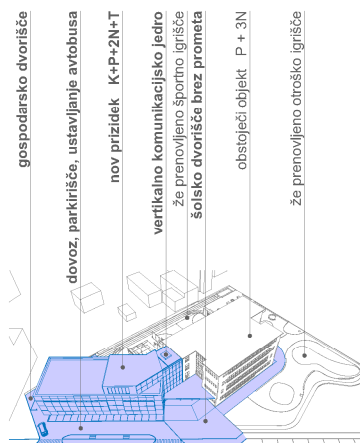 gospodarsko dvorišče
dovoz, parkirišče, ustavljanje avtobusa
nov prizidek K+P+2N+T
vertikalno komunikacijsko jedro
že prenovljeno športno igrišče
šolsko dvorišče brez prometa
obstoječi objekt P + 3N
že prenovljeno otroško igrišče